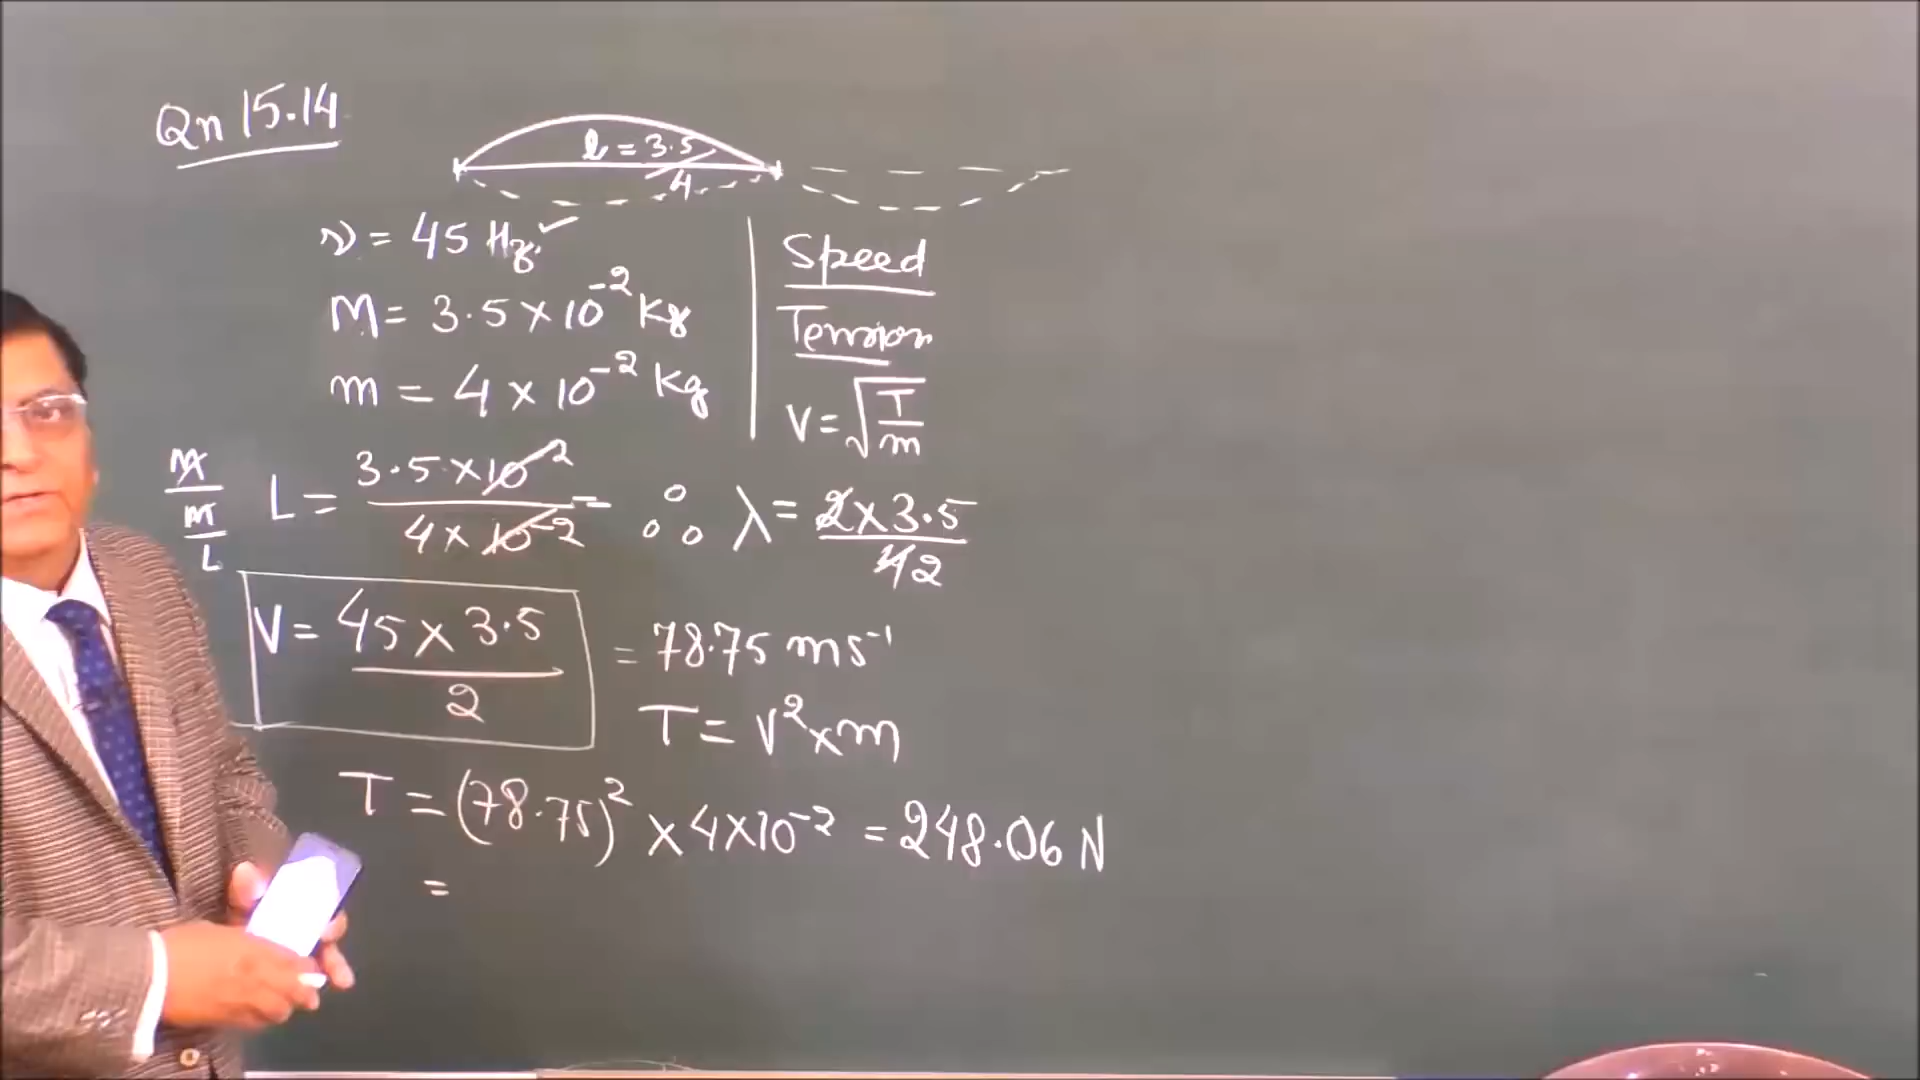 Qn 15.14
l = 3.5/4
ν = 45 Hz ✓
M = 3.5 × 10⁻² kg
m = 4 × 10⁻² kg
Speed
Tension
V = √(T/m)
M / (M/L)
L = (3.5 × 10⁻²)/(4 × 10⁻²) = ∴ λ = (2 × 3.5)/(4 2)
V = (45 × 3.5)/2 = 78.75 ms⁻¹
T = V² × m
T = (78.75)² × 4 × 10⁻² = 248.06 N
=